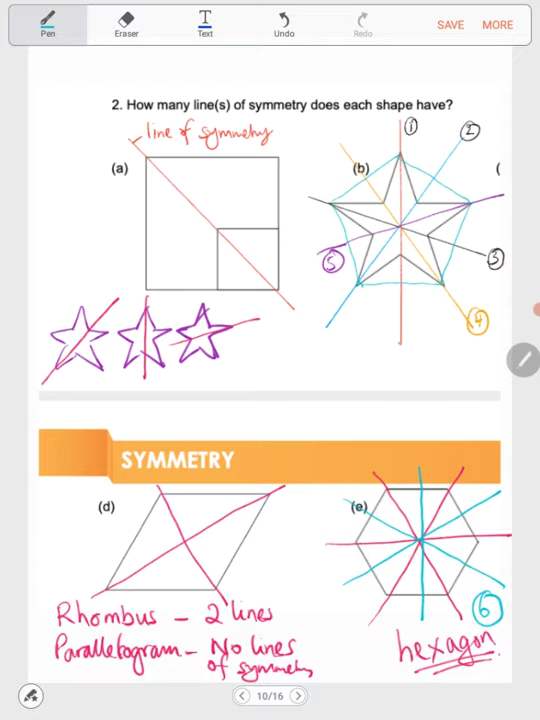 Pen
Eraser
Text
Undo
Redo
SAVE
MORE
2. How many line(s) of symmetry does each shape have?
line of symmetry
(a)
(b)
(
1
2
3
4
5
SYMMETRY
(d)
(e)
Rhombus - 2 lines
Parallelogram - No lines
of symmetry
6
hexagon.
10/16